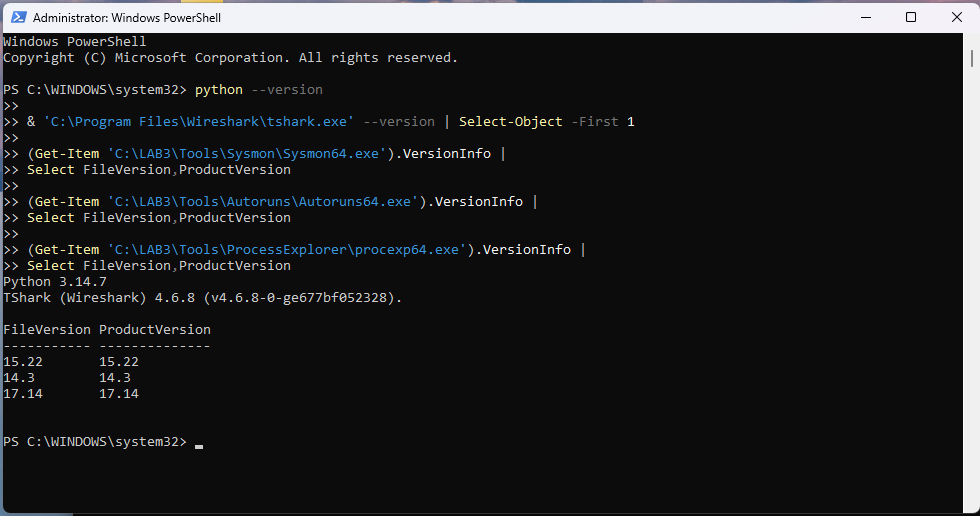 Administrator: Windows PowerShell
Windows PowerShell
Copyright (C) Microsoft Corporation. All rights reserved.
PS C:\WINDOWS\system32> python --version
>>
>> & 'C:\Program Files\Wireshark\tshark.exe' --version | Select-Object -First 1
>>
>> (Get-Item 'C:\LAB3\Tools\Sysmon\Sysmon64.exe').VersionInfo |
>> Select FileVersion,ProductVersion
>>
>> (Get-Item 'C:\LAB3\Tools\Autoruns\Autoruns64.exe').VersionInfo |
>> Select FileVersion,ProductVersion
>>
>> (Get-Item 'C:\LAB3\Tools\ProcessExplorer\procexp64.exe').VersionInfo |
>> Select FileVersion,ProductVersion
Python 3.14.7
TShark (Wireshark) 4.6.8 (v4.6.8-0-ge677bf052328).
FileVersion ProductVersion
----------- --------------
15.22       15.22
14.3        14.3
17.14       17.14
PS C:\WINDOWS\system32>